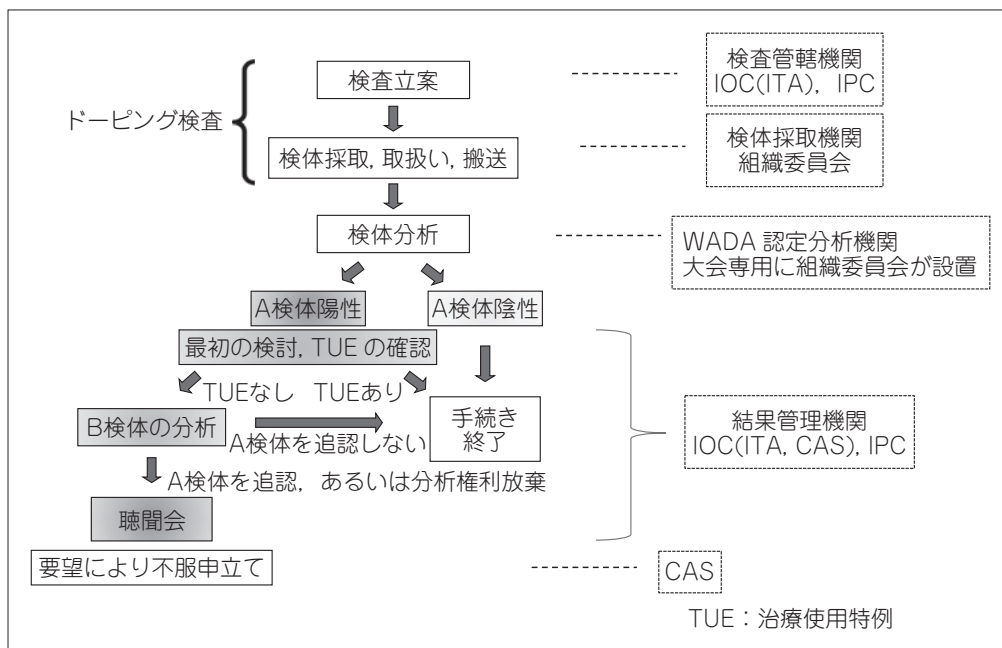 検査立案
検査管轄機関
IOC(ITA), IPC
ドーピング検査
検体採取, 取扱い, 搬送
検体採取機関
組織委員会
検体分析
WADA 認定分析機関
大会専用に組織委員会が設置
A検体陽性
A検体陰性
最初の検討, TUE の確認
TUEなし TUEあり
B検体の分析
A検体を追認しない
手続き
終了
結果管理機関
IOC(ITA, CAS), IPC
A検体を追認, あるいは分析権利放棄
聴聞会
要望により不服申立て
CAS
TUE：治療使用特例